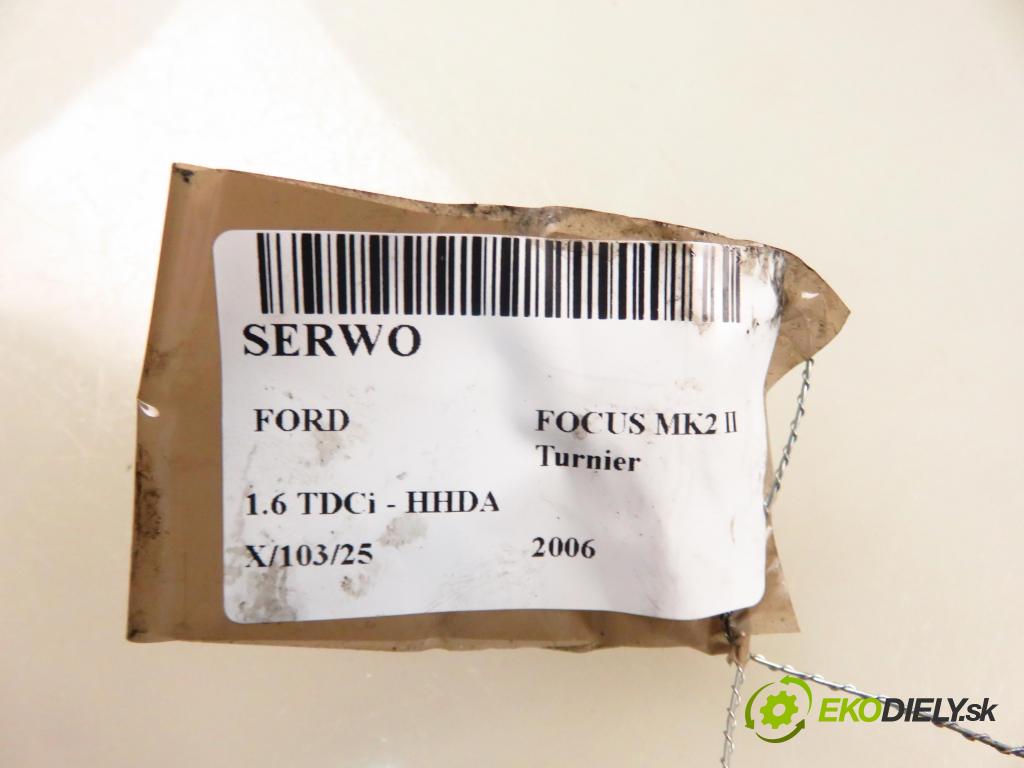 SERWO
FORD
FOCUS MK2 II
Turnier
1.6 TDCi - HHDA
X/103/25
2006
EKODIELY.sk